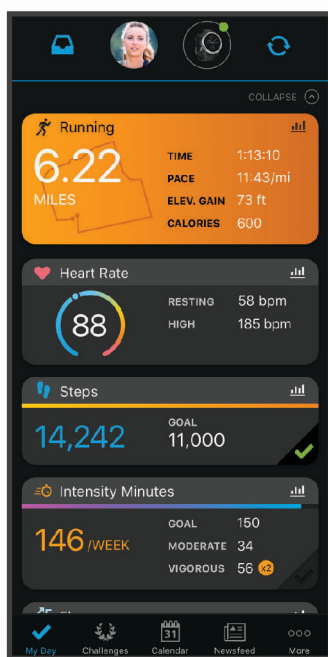 COLLAPSE
Running
6.22
MILES
TIME 1:13:10
PACE 11:43/mi
ELEV. GAIN 73 ft
CALORIES 600
Heart Rate
88
RESTING 58 bpm
HIGH 185 bpm
Steps
14,242
GOAL
11,000
Intensity Minutes
146 /WEEK
GOAL 150
MODERATE 34
VIGOROUS 56 x2
31
My Day Challenges Calendar Newsfeed More